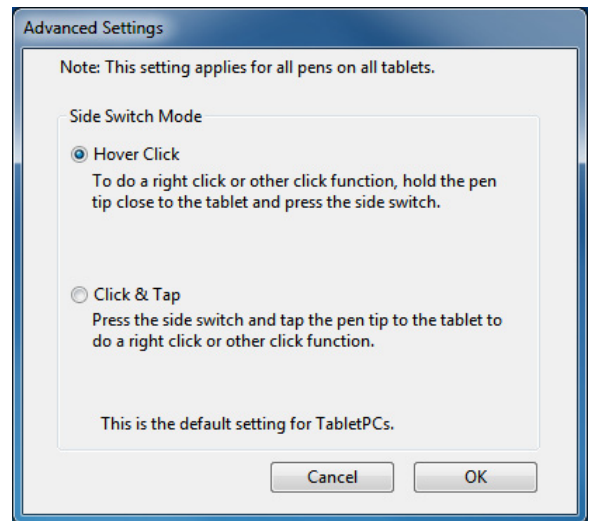 Advanced Settings
Note: This setting applies for all pens on all tablets.
Side Switch Mode
Hover Click
To do a right click or other click function, hold the pen
tip close to the tablet and press the side switch.
Click & Tap
Press the side switch and tap the pen tip to the tablet to
do a right click or other click function.
This is the default setting for TabletPCs.
Cancel OK